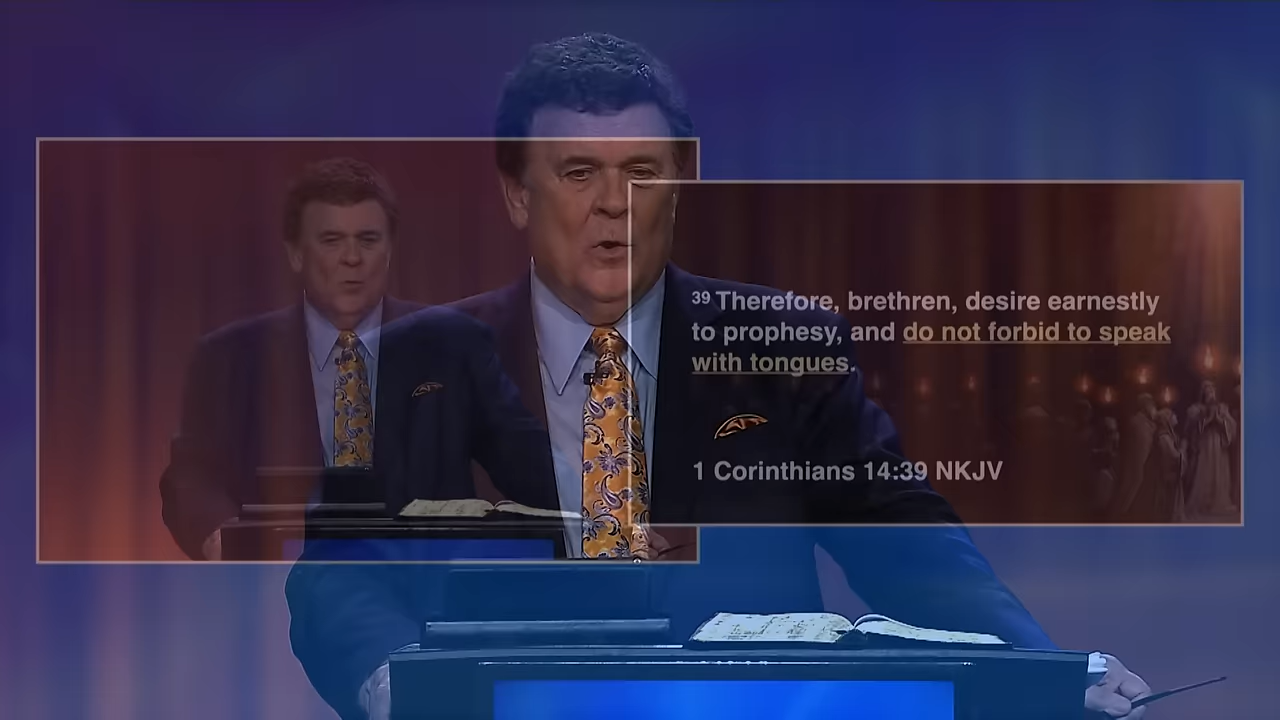 39 Therefore, brethren, desire earnestly
to prophesy, and do not forbid to speak
with tongues.
1 Corinthians 14:39 NKJV